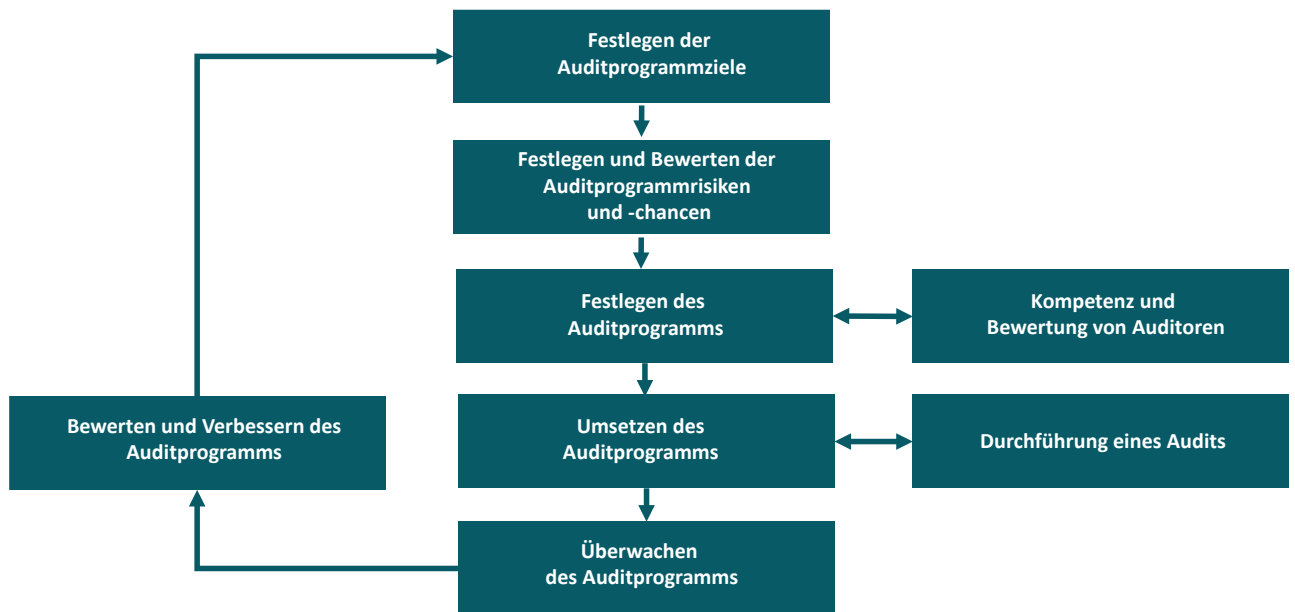 Festlegen der
Auditprogrammziele
Festlegen und Bewerten der
Auditprogrammrisiken
und -chancen
Festlegen des
Auditprogramms
Kompetenz und
Bewertung von Auditoren
Bewerten und Verbessern des
Auditprogramms
Umsetzen des
Auditprogramms
Durchführung eines Audits
Überwachen
des Auditprogramms